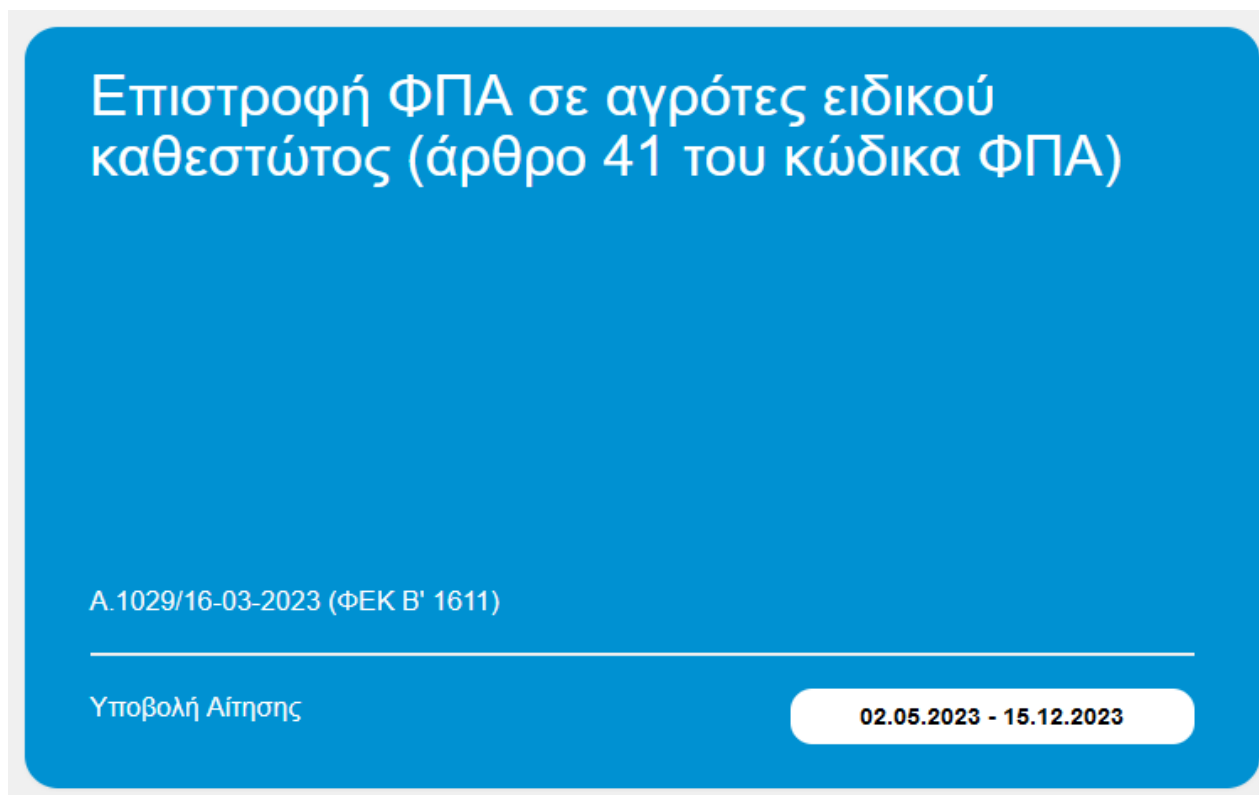 Επιστροφή ΦΠΑ σε αγρότες ειδικού
καθεστώτος (άρθρο 41 του κώδικα ΦΠΑ)
Α.1029/16-03-2023 (ΦΕΚ Β' 1611)
Υποβολή Αίτησης
02.05.2023 - 15.12.2023